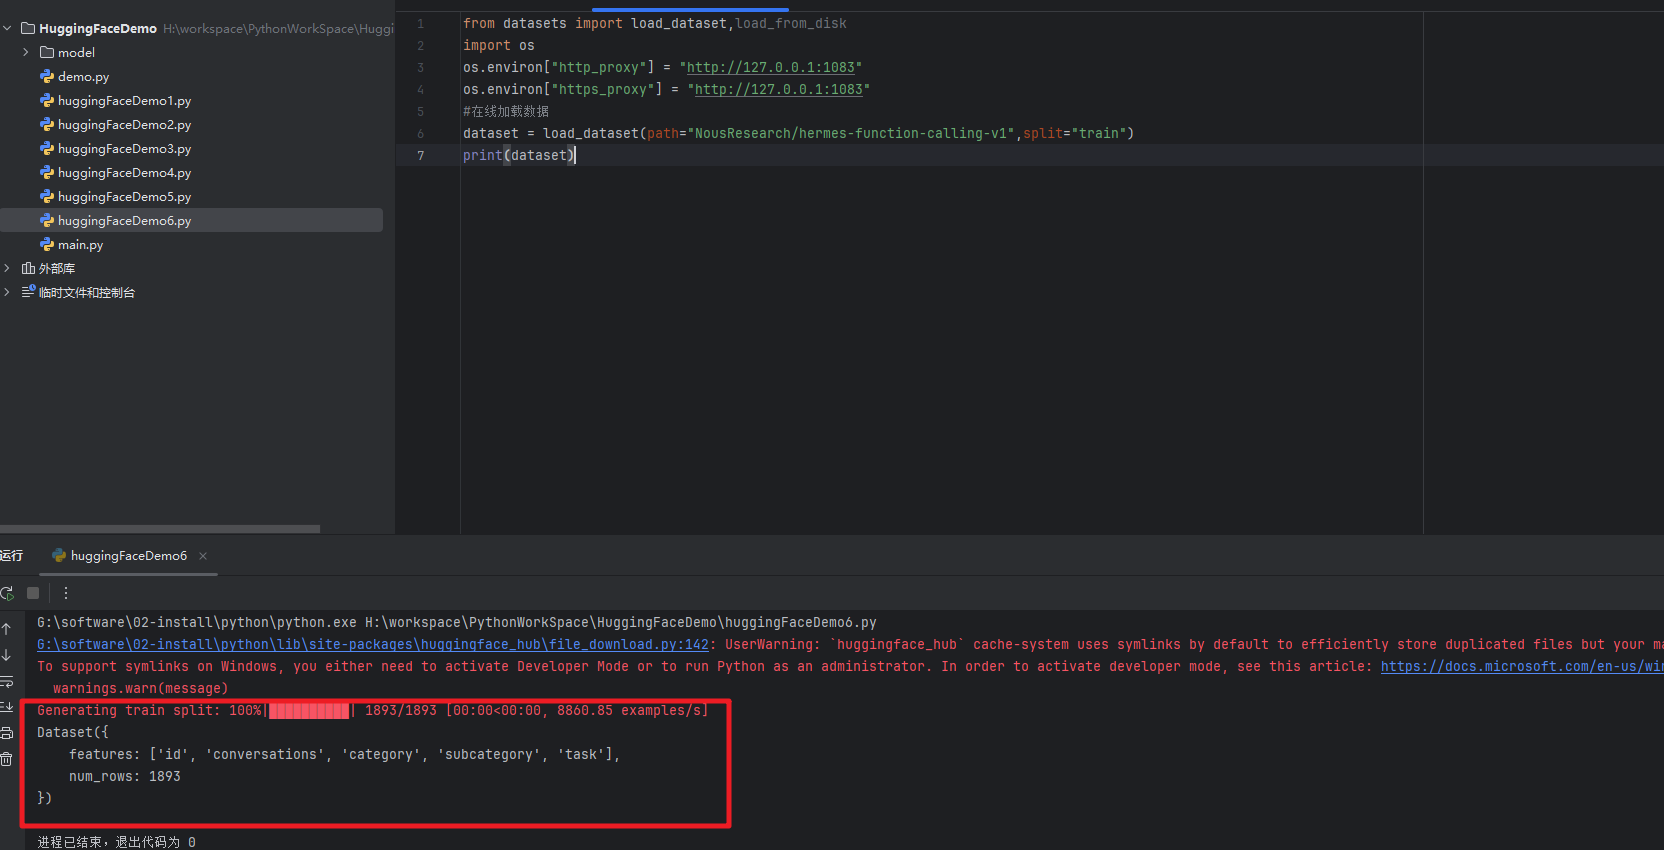 HuggingFaceDemo H:\workspace\PythonWorkSpace\Huggi
model
demo.py
huggingFaceDemo1.py
huggingFaceDemo2.py
huggingFaceDemo3.py
huggingFaceDemo4.py
huggingFaceDemo5.py
huggingFaceDemo6.py
main.py
外部库
临时文件和控制台
1 from datasets import load_dataset,load_from_disk
2 import os
3 os.environ["http_proxy"] = "http://127.0.0.1:1083"
4 os.environ["https_proxy"] = "http://127.0.0.1:1083"
5 #在线加载数据
6 dataset = load_dataset(path="NousResearch/hermes-function-calling-v1",split="train")
7 print(dataset)
运行 huggingFaceDemo6
G:\software\02-install\python\python.exe H:\workspace\PythonWorkSpace\HuggingFaceDemo\huggingFaceDemo6.py
G:\software\02-install\python\lib\site-packages\huggingface_hub\file_download.py:142: UserWarning: `huggingface_hub` cache-system uses symlinks by default to efficiently store duplicated files but your ma
To support symlinks on Windows, you either need to activate Developer Mode or to run Python as an administrator. In order to activate developer mode, see this article: https://docs.microsoft.com/en-us/win
warnings.warn(message)
Generating train split: 100%|██████████| 1893/1893 [00:00<00:00, 8860.85 examples/s]
Dataset({
features: ['id', 'conversations', 'category', 'subcategory', 'task'],
num_rows: 1893
})
进程已结束，退出代码为 0